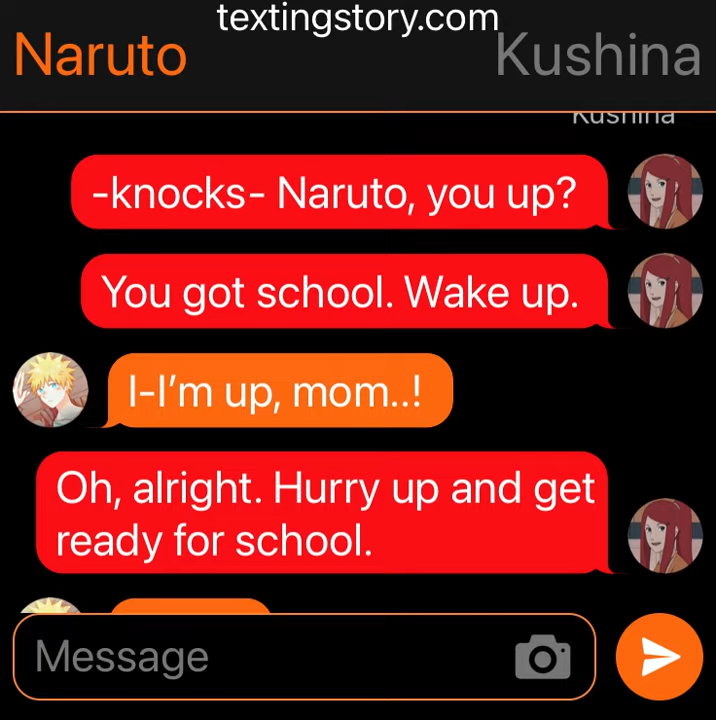 textingstory.com
Naruto Kushina
Kushina
-knocks- Naruto, you up?
You got school. Wake up.
I-I'm up, mom..!
Oh, alright. Hurry up and get
ready for school.
Message